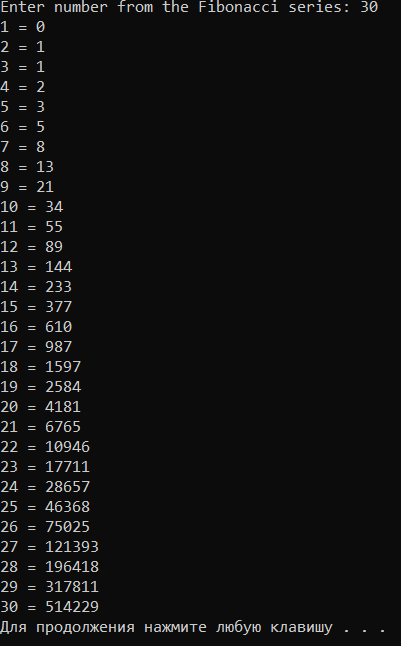 Enter number from the Fibonacci series: 30
1 = 0
2 = 1
3 = 1
4 = 2
5 = 3
6 = 5
7 = 8
8 = 13
9 = 21
10 = 34
11 = 55
12 = 89
13 = 144
14 = 233
15 = 377
16 = 610
17 = 987
18 = 1597
19 = 2584
20 = 4181
21 = 6765
22 = 10946
23 = 17711
24 = 28657
25 = 46368
26 = 75025
27 = 121393
28 = 196418
29 = 317811
30 = 514229
Для продолжения нажмите любую клавишу . . .